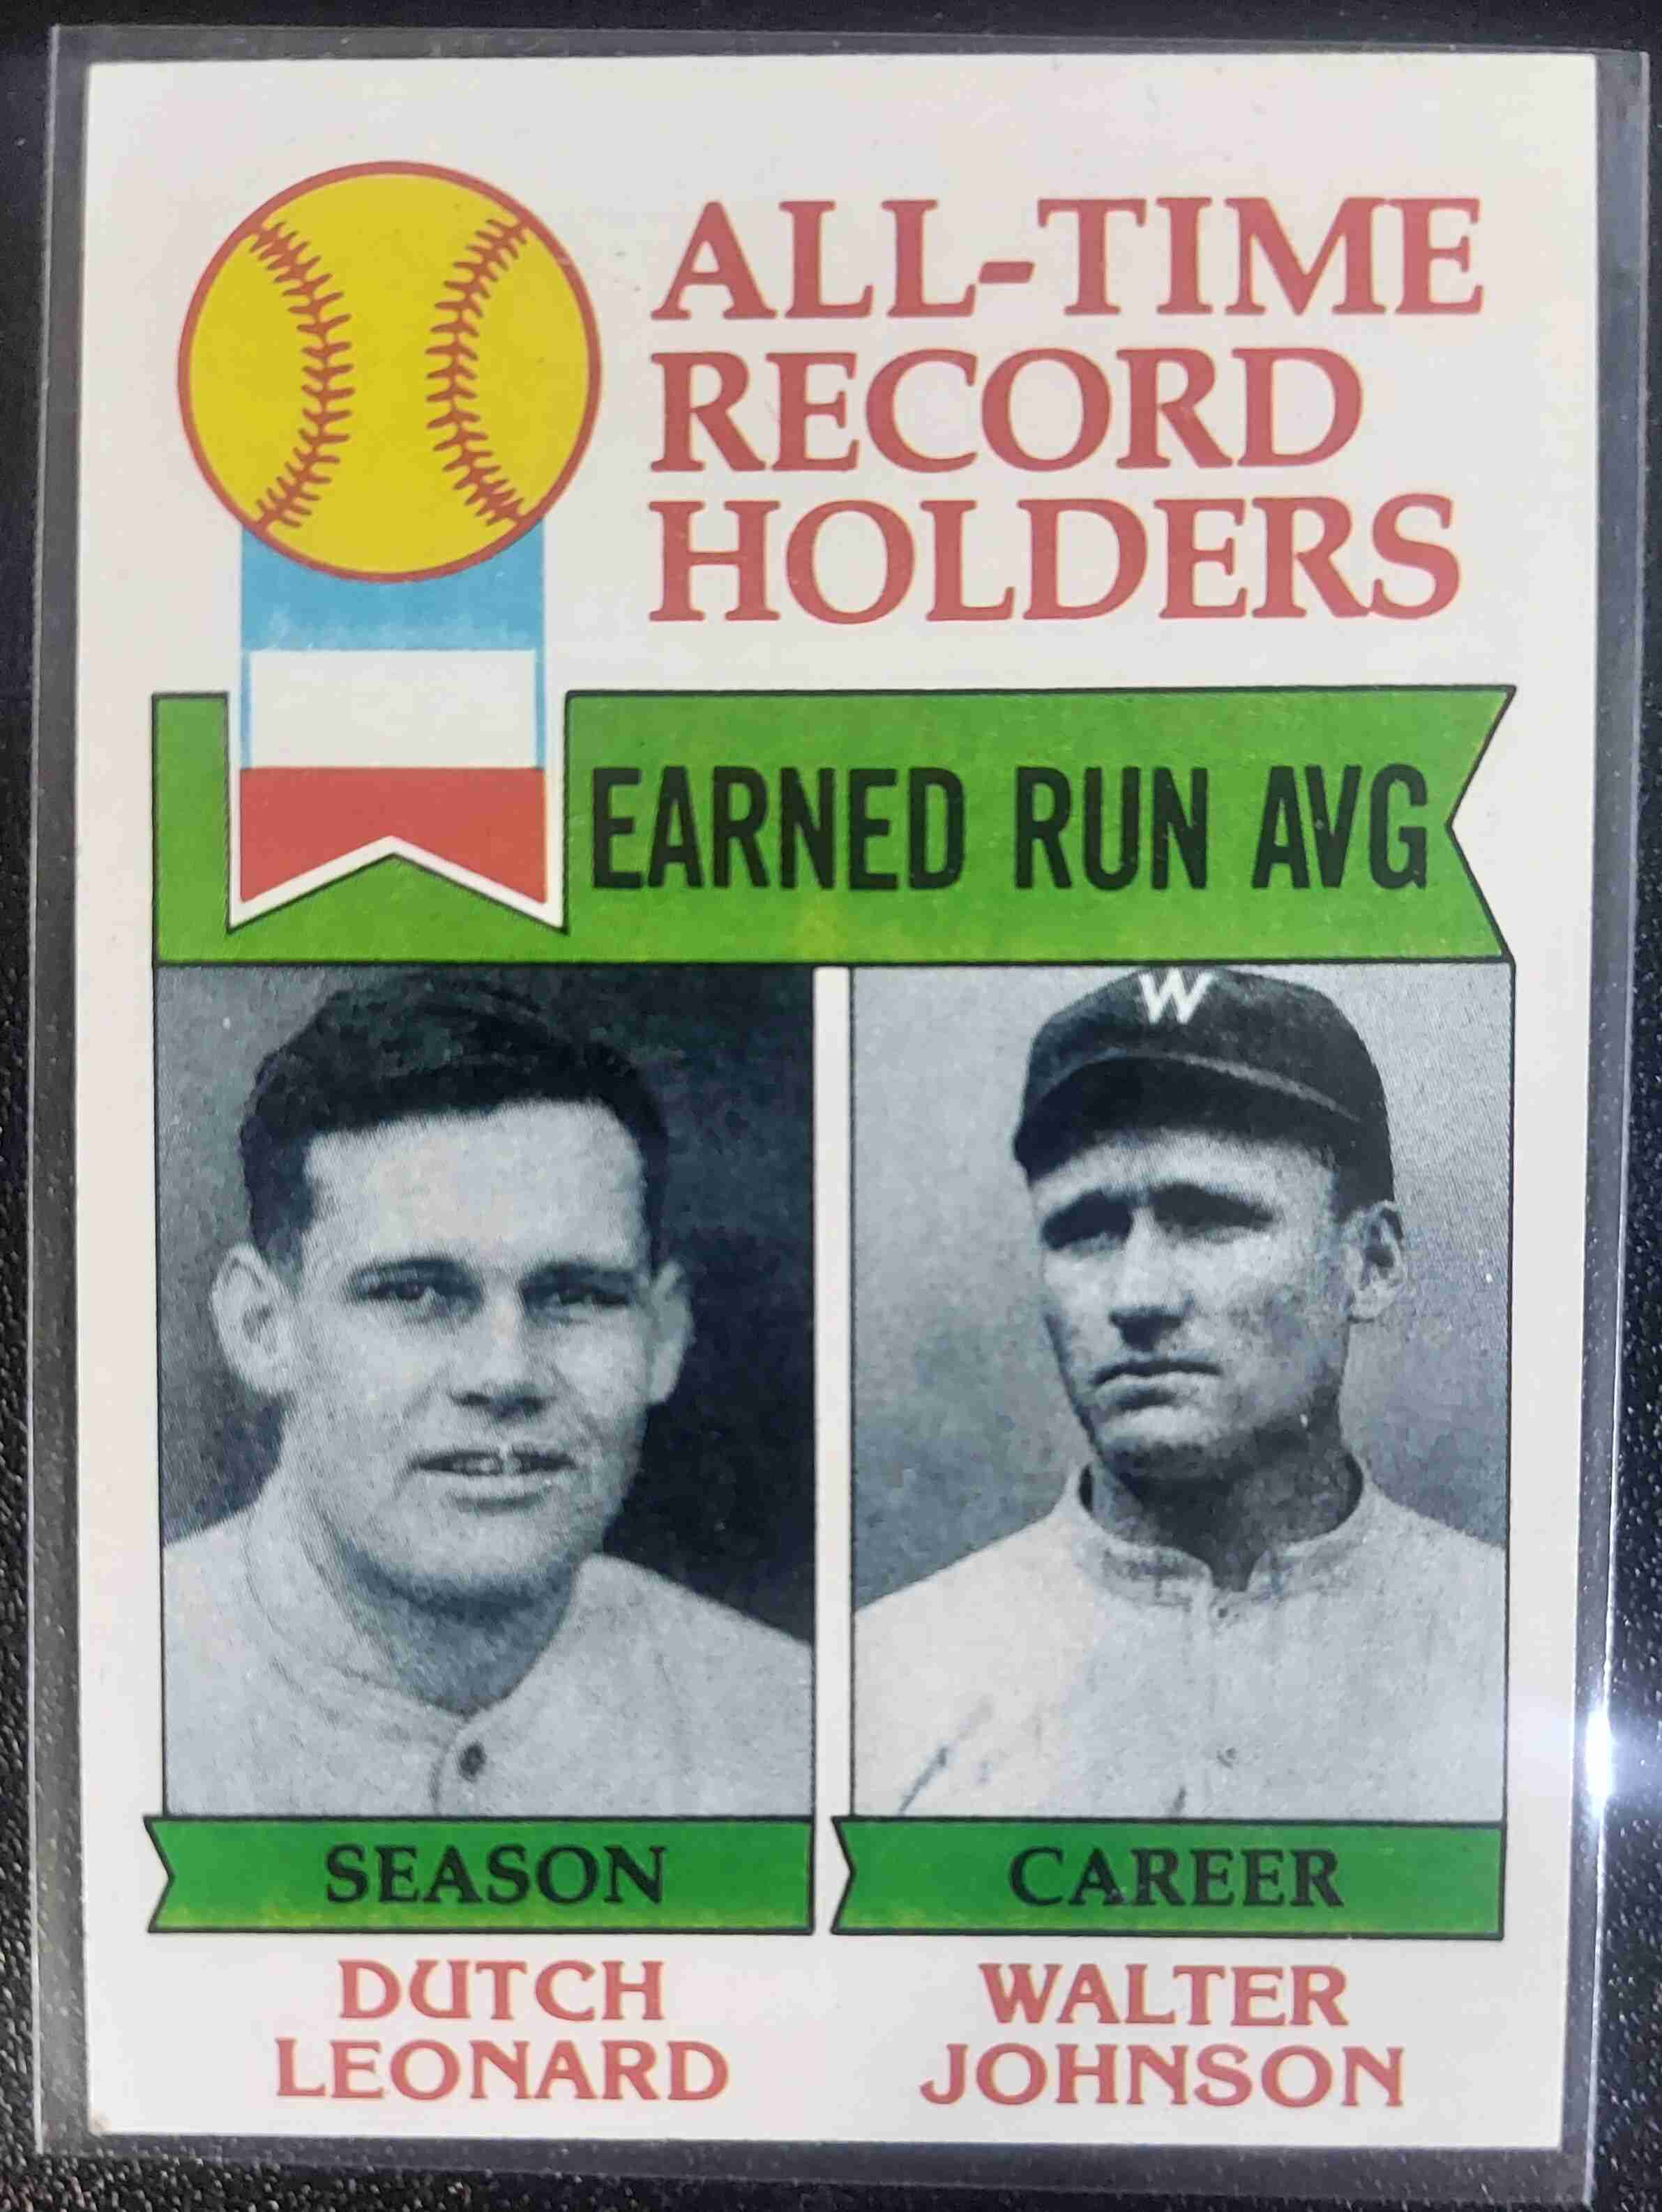 ALL-TIME
RECORD
HOLDERS
EARNED RUN AVG
W
SEASON
CAREER
DUTCH
LEONARD
WALTER
JOHNSON